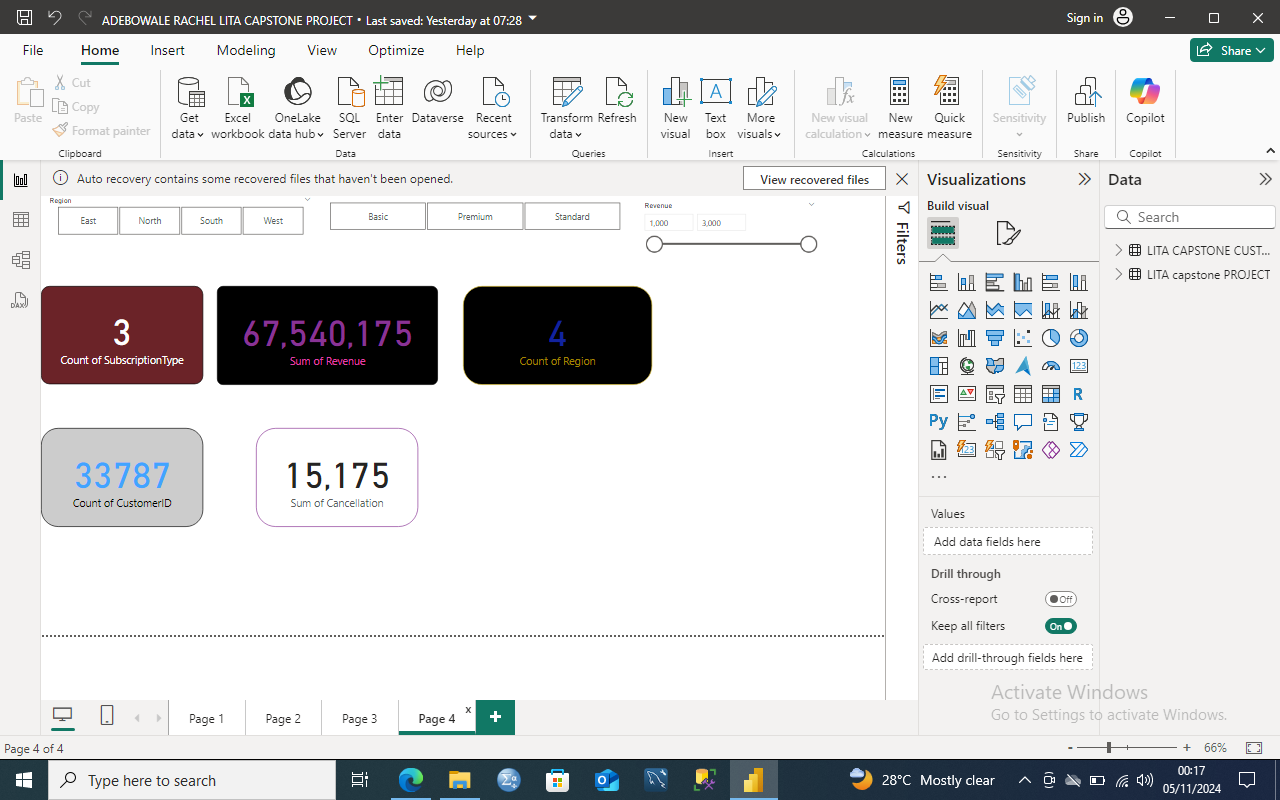 ADEBOWALE RACHEL LITA CAPSTONE PROJECT • Last saved: Yesterday at 07:28
Sign in
File Home Insert Modeling View Optimize Help
Share
Paste
Cut
Copy
Format painter
Clipboard
Get data
Excel workbook
OneLake data hub
SQL Server
Enter data
Dataverse
Recent sources
Data
Transform data
Refresh
Queries
New visual
Text box
More visuals
Insert
New visual calculation
New measure
Quick measure
Calculations
Sensitivity
Sensitivity
Publish
Share
Copilot
Copilot
Auto recovery contains some recovered files that haven't been opened.
View recovered files
Region
East North South West
Basic Premium Standard
Revenue
1,000 3,000
Filters
3
Count of SubscriptionType
67,540,175
Sum of Revenue
4
Count of Region
33787
Count of CustomerID
15,175
Sum of Cancellation
Visualizations
Build visual
123
R
Py
123
...
Values
Add data fields here
Drill through
Cross-report
Off
Keep all filters
On
Add drill-through fields here
Data
Search
LITA CAPSTONE CUST...
LITA capstone PROJECT
Activate Windows
Go to Settings to activate Windows.
Page 1 Page 2 Page 3 Page 4 x +
Page 4 of 4
- + 66%
Type here to search
28°C Mostly clear
00:17
05/11/2024